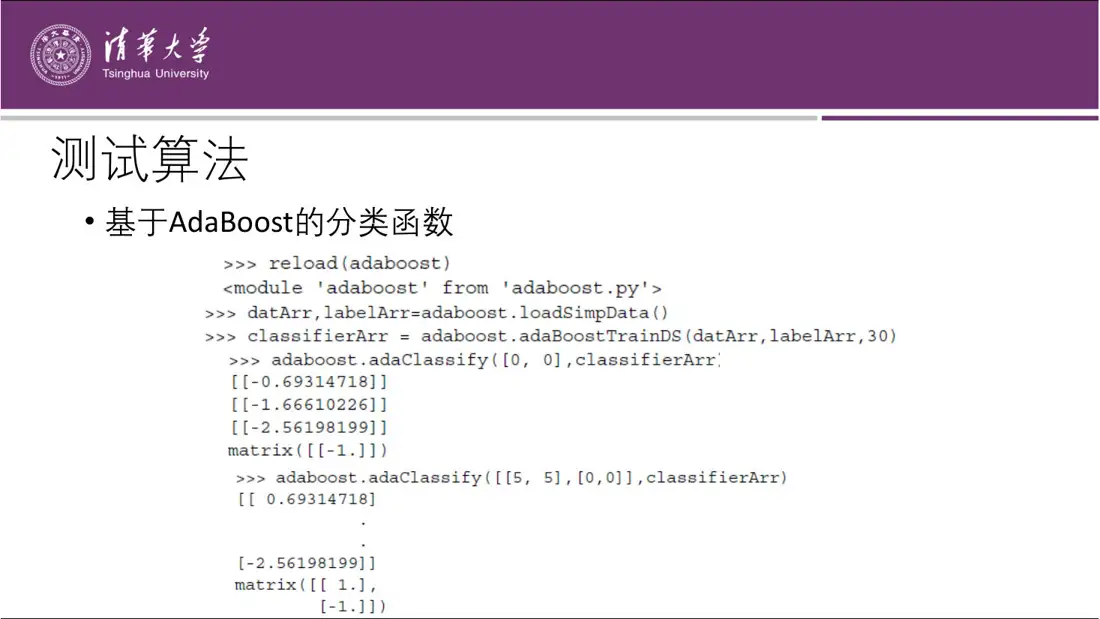 清华大学
Tsinghua University
测试算法
• 基于AdaBoost的分类函数
>>> reload(adaboost)
<module 'adaboost' from 'adaboost.py'>
>>> datArr,labelArr=adaboost.loadSimpData()
>>> classifierArr = adaboost.adaBoostTrainDS(datArr,labelArr,30)
>>> adaboost.adaClassify([0, 0],classifierArr)
[[-0.69314718]]
[[-1.66610226]]
[[-2.56198199]]
matrix([[-1.]])
>>> adaboost.adaClassify([[5, 5],[0,0]],classifierArr)
[[ 0.69314718]
.
.
[-2.56198199]]
matrix([[ 1.],
[-1.]])